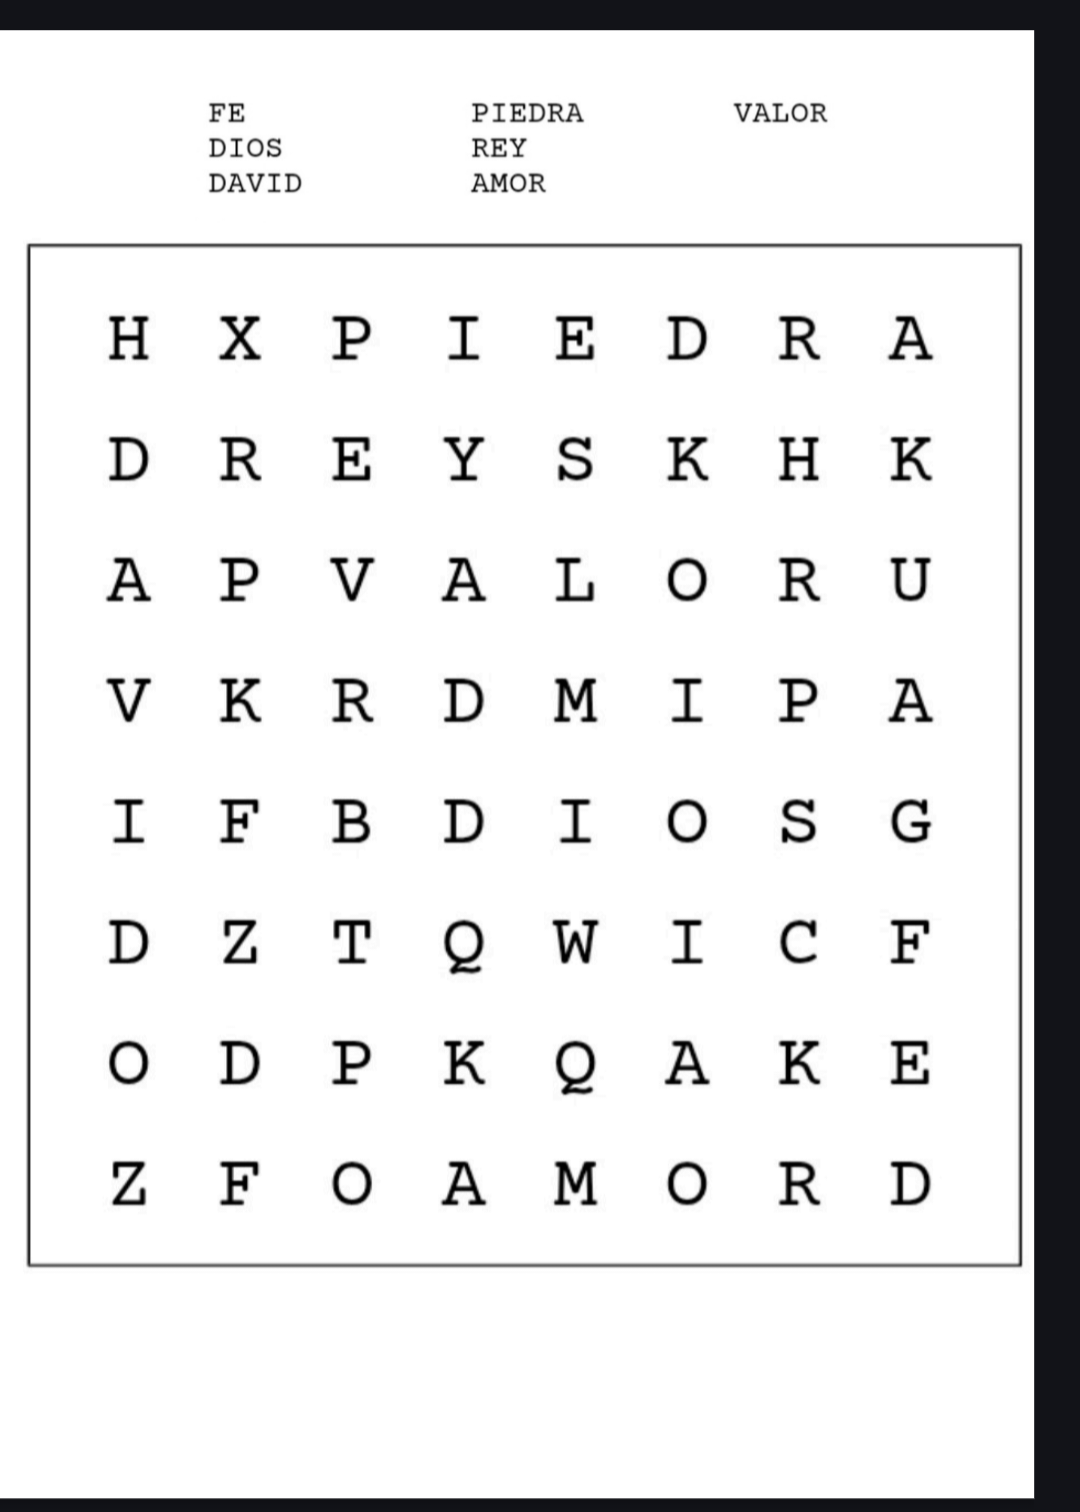 FE PIEDRA VALOR
DIOS REY
DAVID AMOR
H X P I E D R A
D R E Y S K H K
A P V A L O R U
V K R D M I P A
I F B D I O S G
D Z T Q W I C F
O D P K Q A K E
Z F O A M O R D